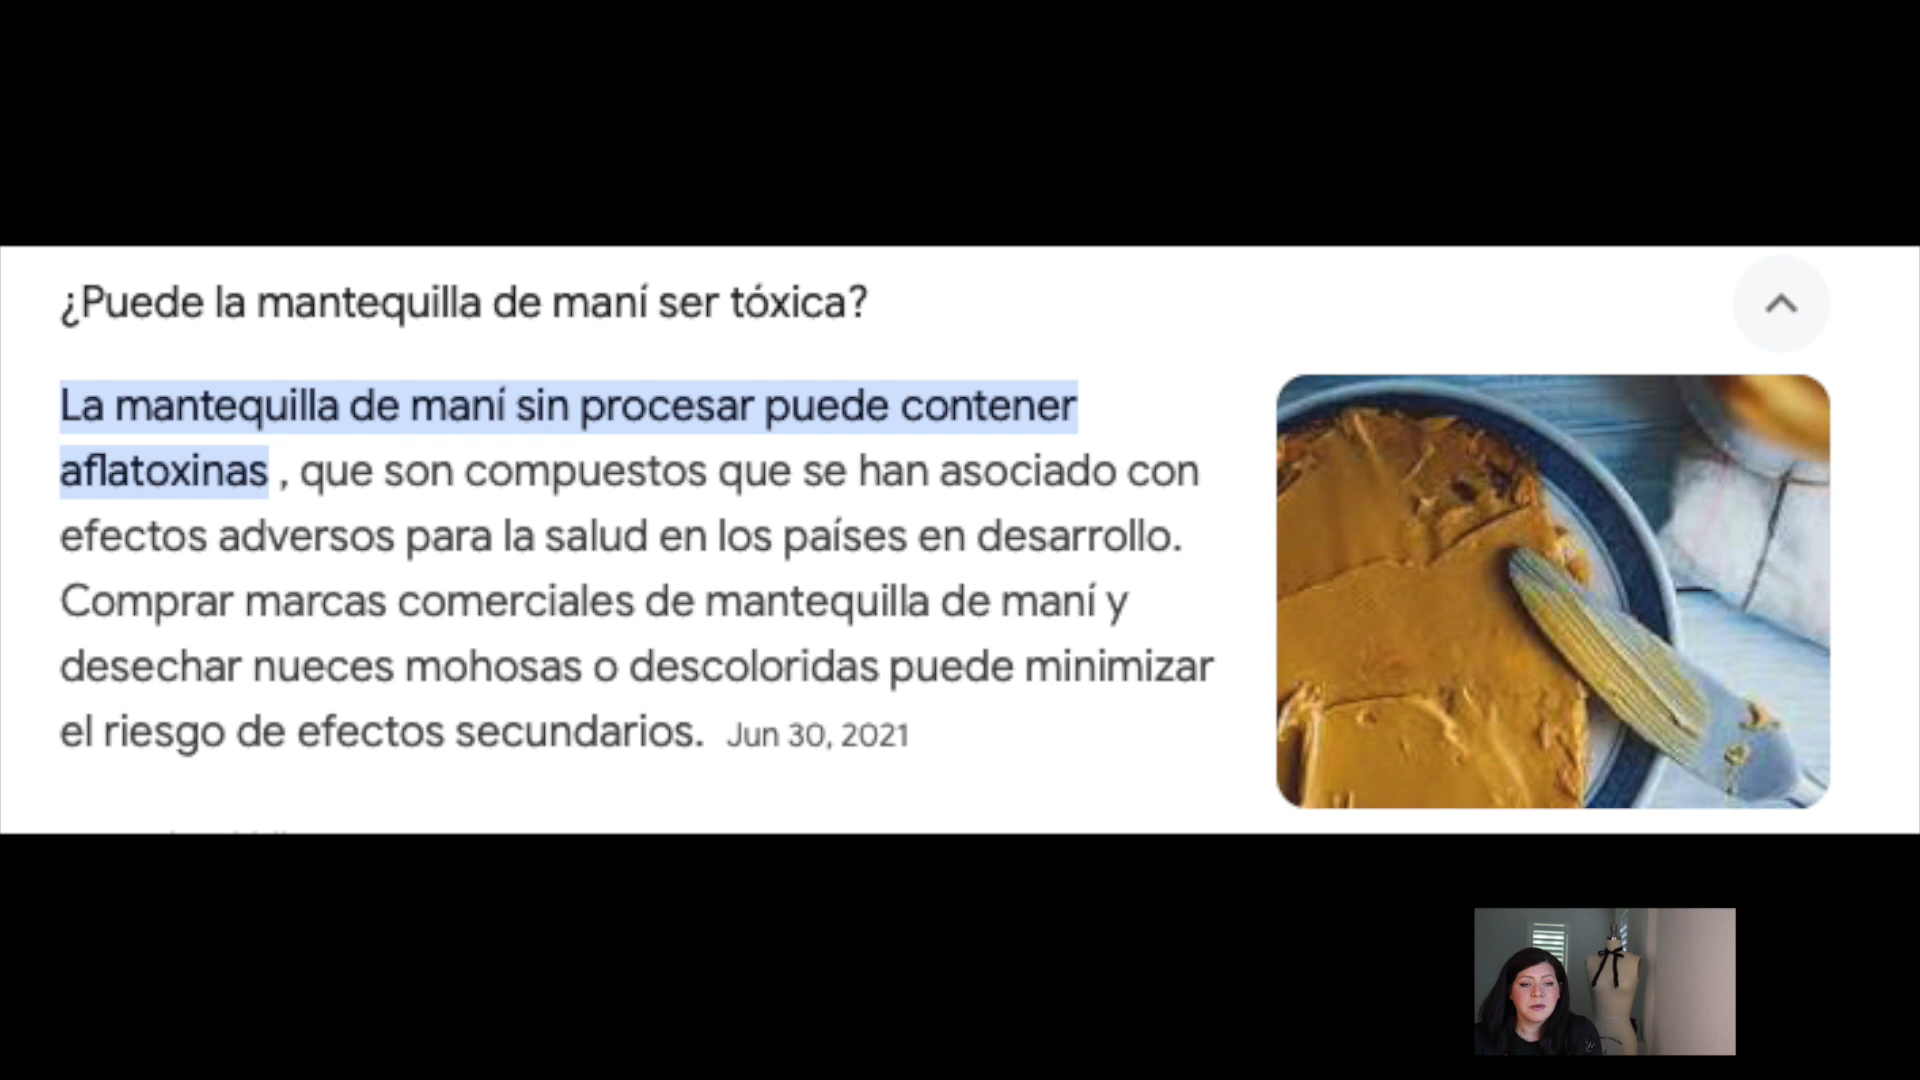 ¿Puede la mantequilla de maní ser tóxica?
La mantequilla de maní sin procesar puede contener
aflatoxinas , que son compuestos que se han asociado con
efectos adversos para la salud en los países en desarrollo.
Comprar marcas comerciales de mantequilla de maní y
desechar nueces mohosas o descoloridas puede minimizar
el riesgo de efectos secundarios. Jun 30, 2021